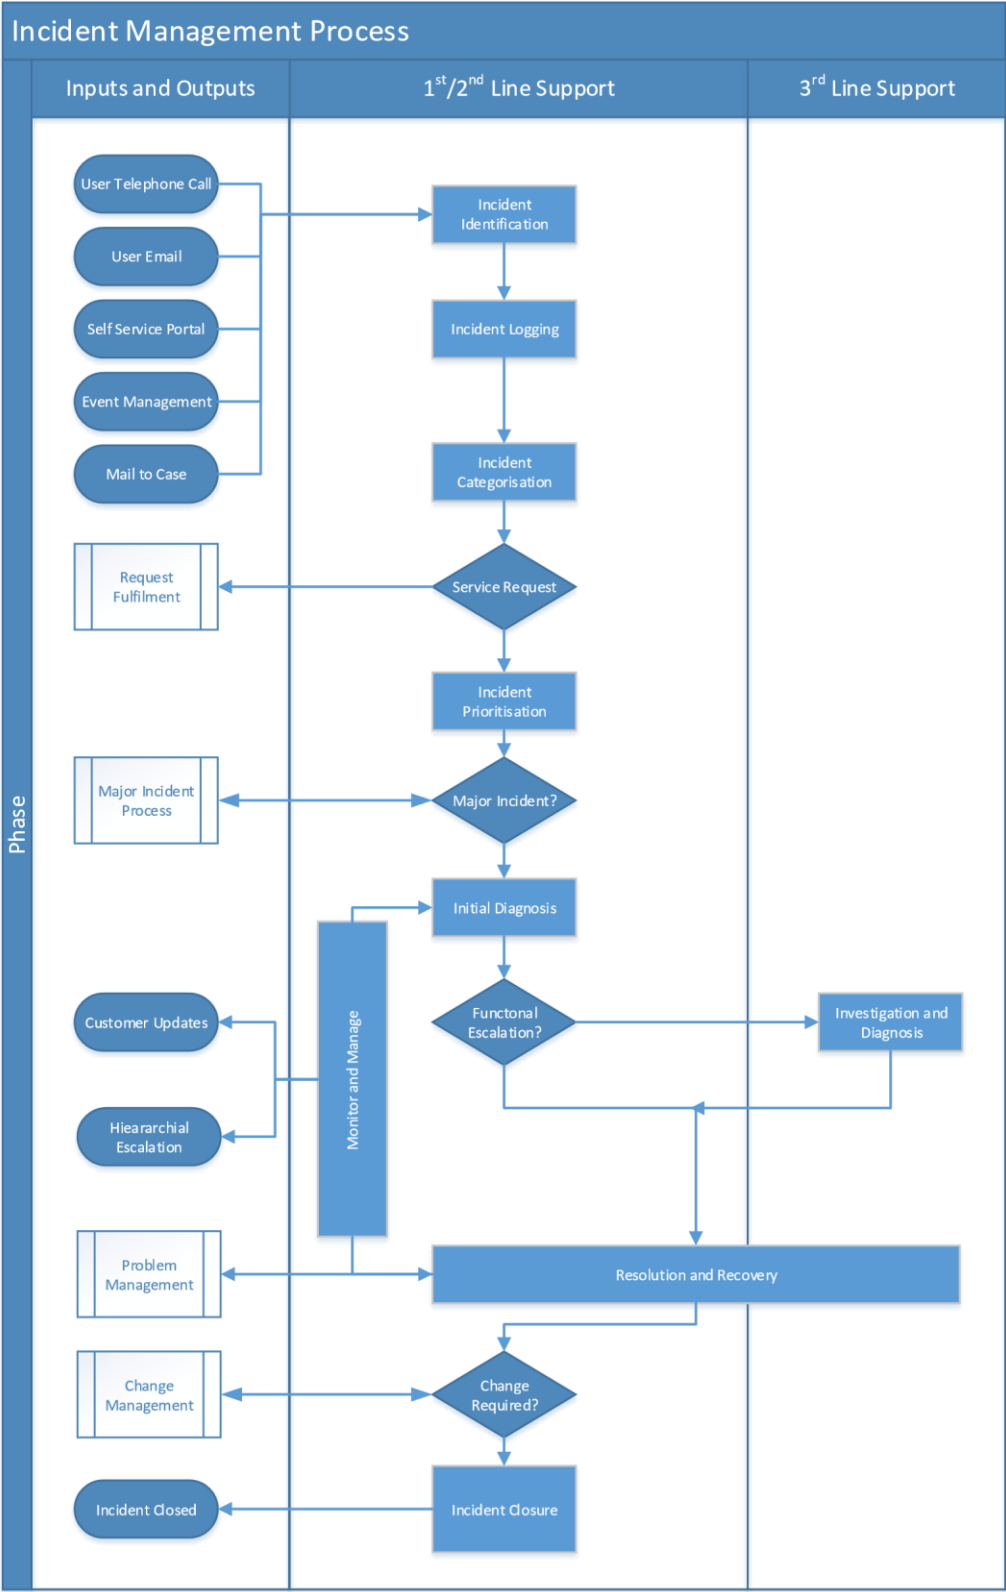 Incident Management Process
Inputs and Outputs
1st/2nd Line Support
3rd Line Support
Phase
User Telephone Call
User Email
Self Service Portal
Event Management
Mail to Case
Incident
Identification
Incident Logging
Incident
Categorisation
Request
Fulfilment
Service Request
Incident
Prioritisation
Major Incident
Process
Major Incident?
Initial Diagnosis
Monitor and Manage
Customer Updates
Functonal
Escalation?
Investigation and
Diagnosis
Hieararchial
Escalation
Problem
Management
Resolution and Recovery
Change
Management
Change
Required?
Incident Closed
Incident Closure